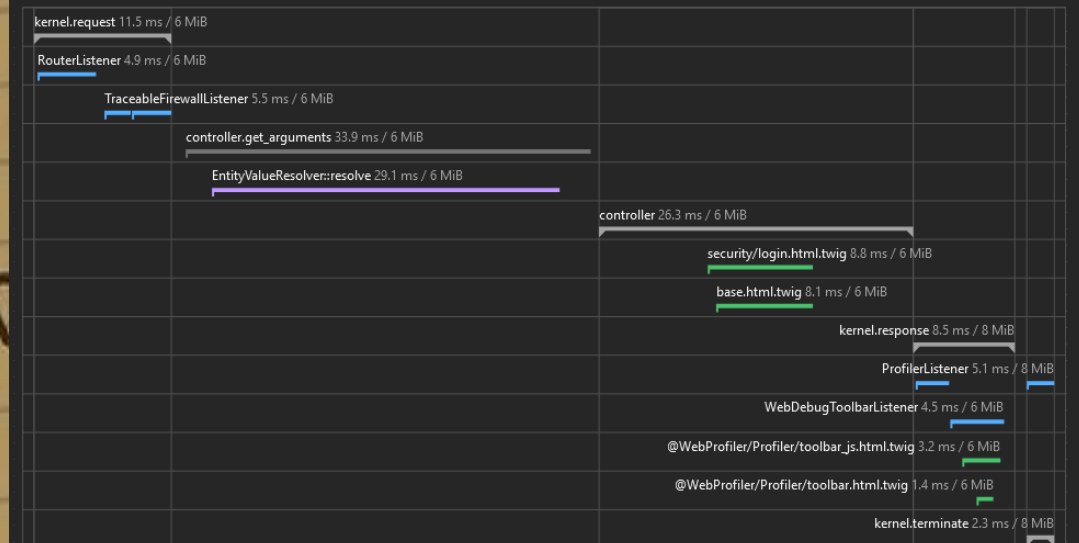 kernel.request 11.5 ms / 6 MiB
RouterListener 4.9 ms / 6 MiB
TraceableFirewallListener 5.5 ms / 6 MiB
controller.get_arguments 33.9 ms / 6 MiB
EntityValueResolver::resolve 29.1 ms / 6 MiB
controller 26.3 ms / 6 MiB
security/login.html.twig 8.8 ms / 6 MiB
base.html.twig 8.1 ms / 6 MiB
kernel.response 8.5 ms / 8 MiB
ProfilerListener 5.1 ms / 8 MiB
WebDebugToolbarListener 4.5 ms / 6 MiB
@WebProfiler/Profiler/toolbar_js.html.twig 3.2 ms / 6 MiB
@WebProfiler/Profiler/toolbar.html.twig 1.4 ms / 6 MiB
kernel.terminate 2.3 ms / 8 MiB